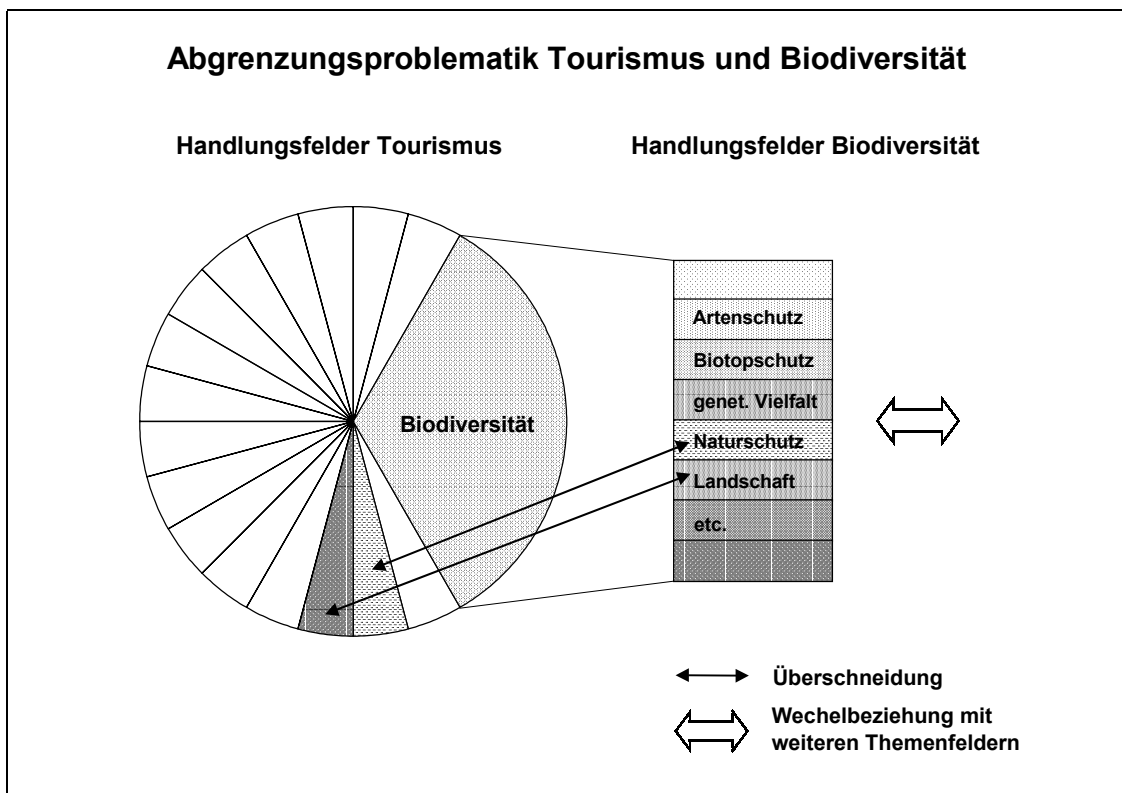 Abgrenzungsproblematik Tourismus und Biodiversität
Handlungsfelder Tourismus
Handlungsfelder Biodiversität
Biodiversität
Artenschutz
Biotopschutz
genet. Vielfalt
Naturschutz
Landschaft
etc.
Überschneidung
Wechelbeziehung mit
weiteren Themenfeldern